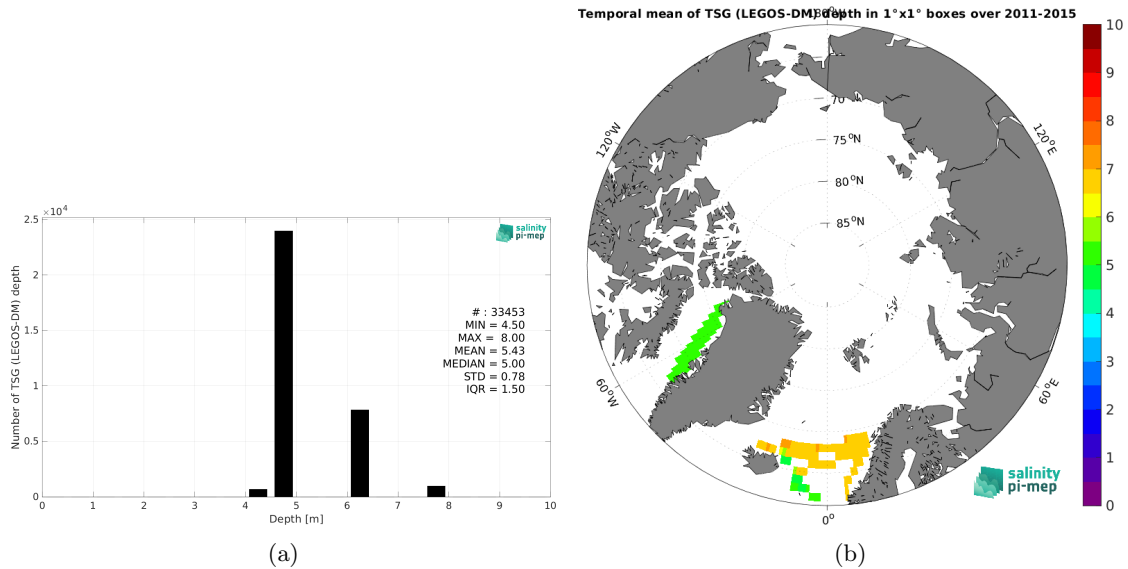 ×10⁴
2.5
2
1.5
1
0.5
0
0 1 2 3 4 5 6 7 8 9 10
Number of TSG (LEGOS-DM) depth
Depth [m]
salinity
pi-mep
# : 33453
MIN = 4.50
MAX = 8.00
MEAN = 5.43
MEDIAN = 5.00
STD = 0.78
IQR = 1.50
(a)
Temporal mean of TSG (LEGOS-DM) depth in 1°x1° boxes over 2011-2015
120°W
120°E
75°N
80°N
85°N
60°W
60°E
0°
salinity
pi-mep
10
9
8
7
6
5
4
3
2
1
0
(b)